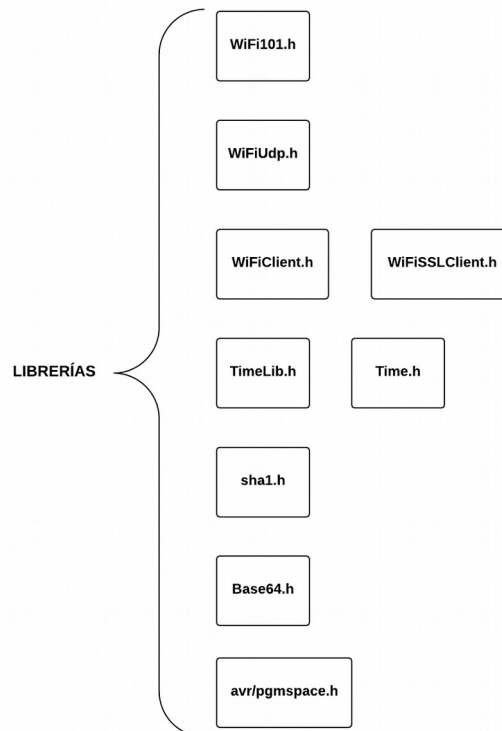 WiFi101.h
WiFiUdp.h
WiFiClient.h WiFiSSLClient.h
LIBRERÍAS
TimeLib.h Time.h
sha1.h
Base64.h
avr/pgmspace.h